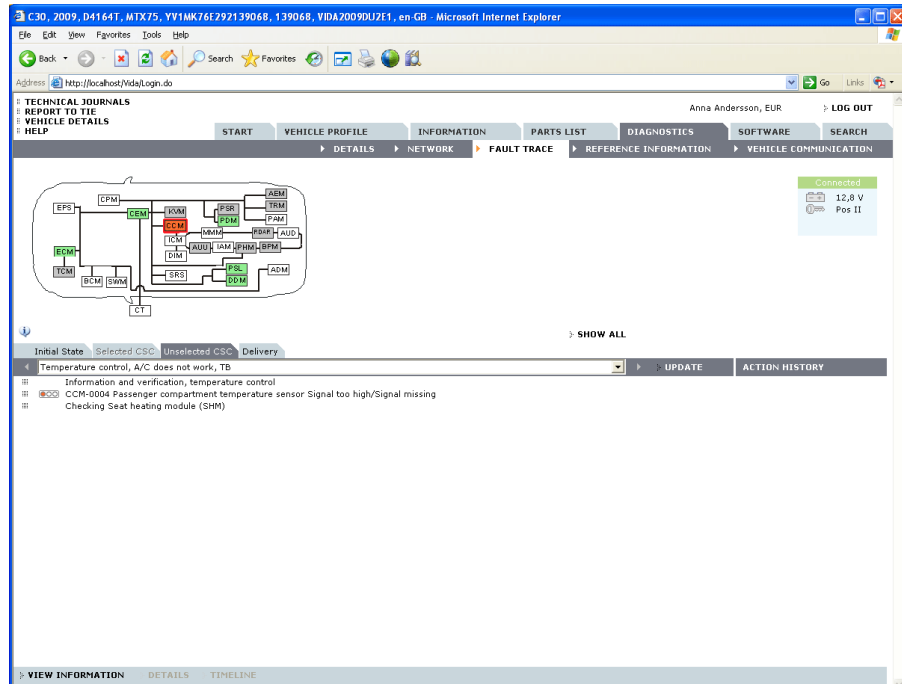 C30, 2009, D4164T, MTX75, YV1MK76E292139068, 139068, VIDA2009DU2E1, en-GB - Microsoft Internet Explorer
File Edit View Favorites Tools Help
Back Search Favorites
Address http://localhost/Vida/Login.do Go Links
TECHNICAL JOURNALS
REPORT TO TIE
VEHICLE DETAILS
HELP
Anna Andersson, EUR LOG OUT
START VEHICLE PROFILE INFORMATION PARTS LIST DIAGNOSTICS SOFTWARE SEARCH
DETAILS NETWORK FAULT TRACE REFERENCE INFORMATION VEHICLE COMMUNICATION
Connected
12,8 V
Pos II
AEM
CPM
EPS
KVM
PSR
TRM
CEM
PDM
PAM
CCM
MMM
RDAR
AUD
ICM
AUU
IAM
PHM
BPM
ECM
DIM
TCM
SRS
PSL
ADM
BCM
SWM
DDM
CT
SHOW ALL
Initial State Selected CSC Unselected CSC Delivery
Temperature control, A/C does not work, TB UPDATE ACTION HISTORY
Information and verification, temperature control
CCM-0004 Passenger compartment temperature sensor Signal too high/Signal missing
Checking Seat heating module (SHM)
VIEW INFORMATION DETAILS TIMELINE